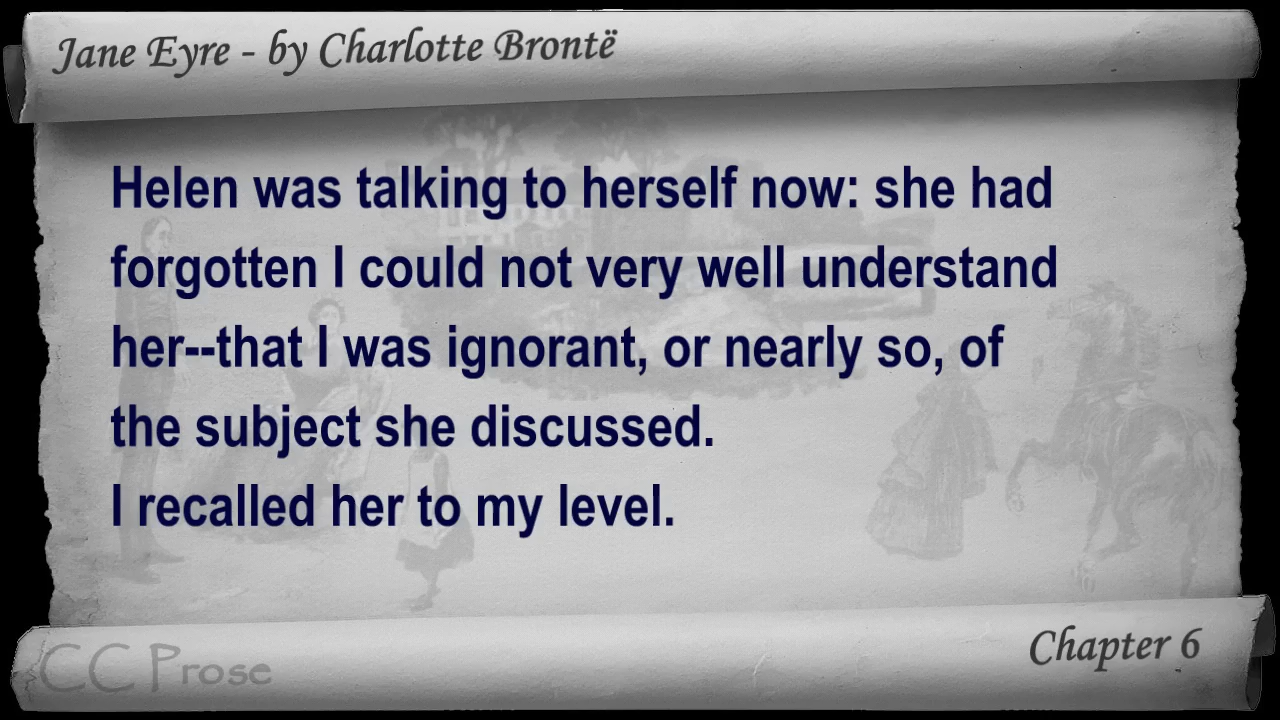 Jane Eyre - by Charlotte Brontë
Helen was talking to herself now: she had
forgotten I could not very well understand
her--that I was ignorant, or nearly so, of
the subject she discussed.
I recalled her to my level.
Chapter 6
CC Prose